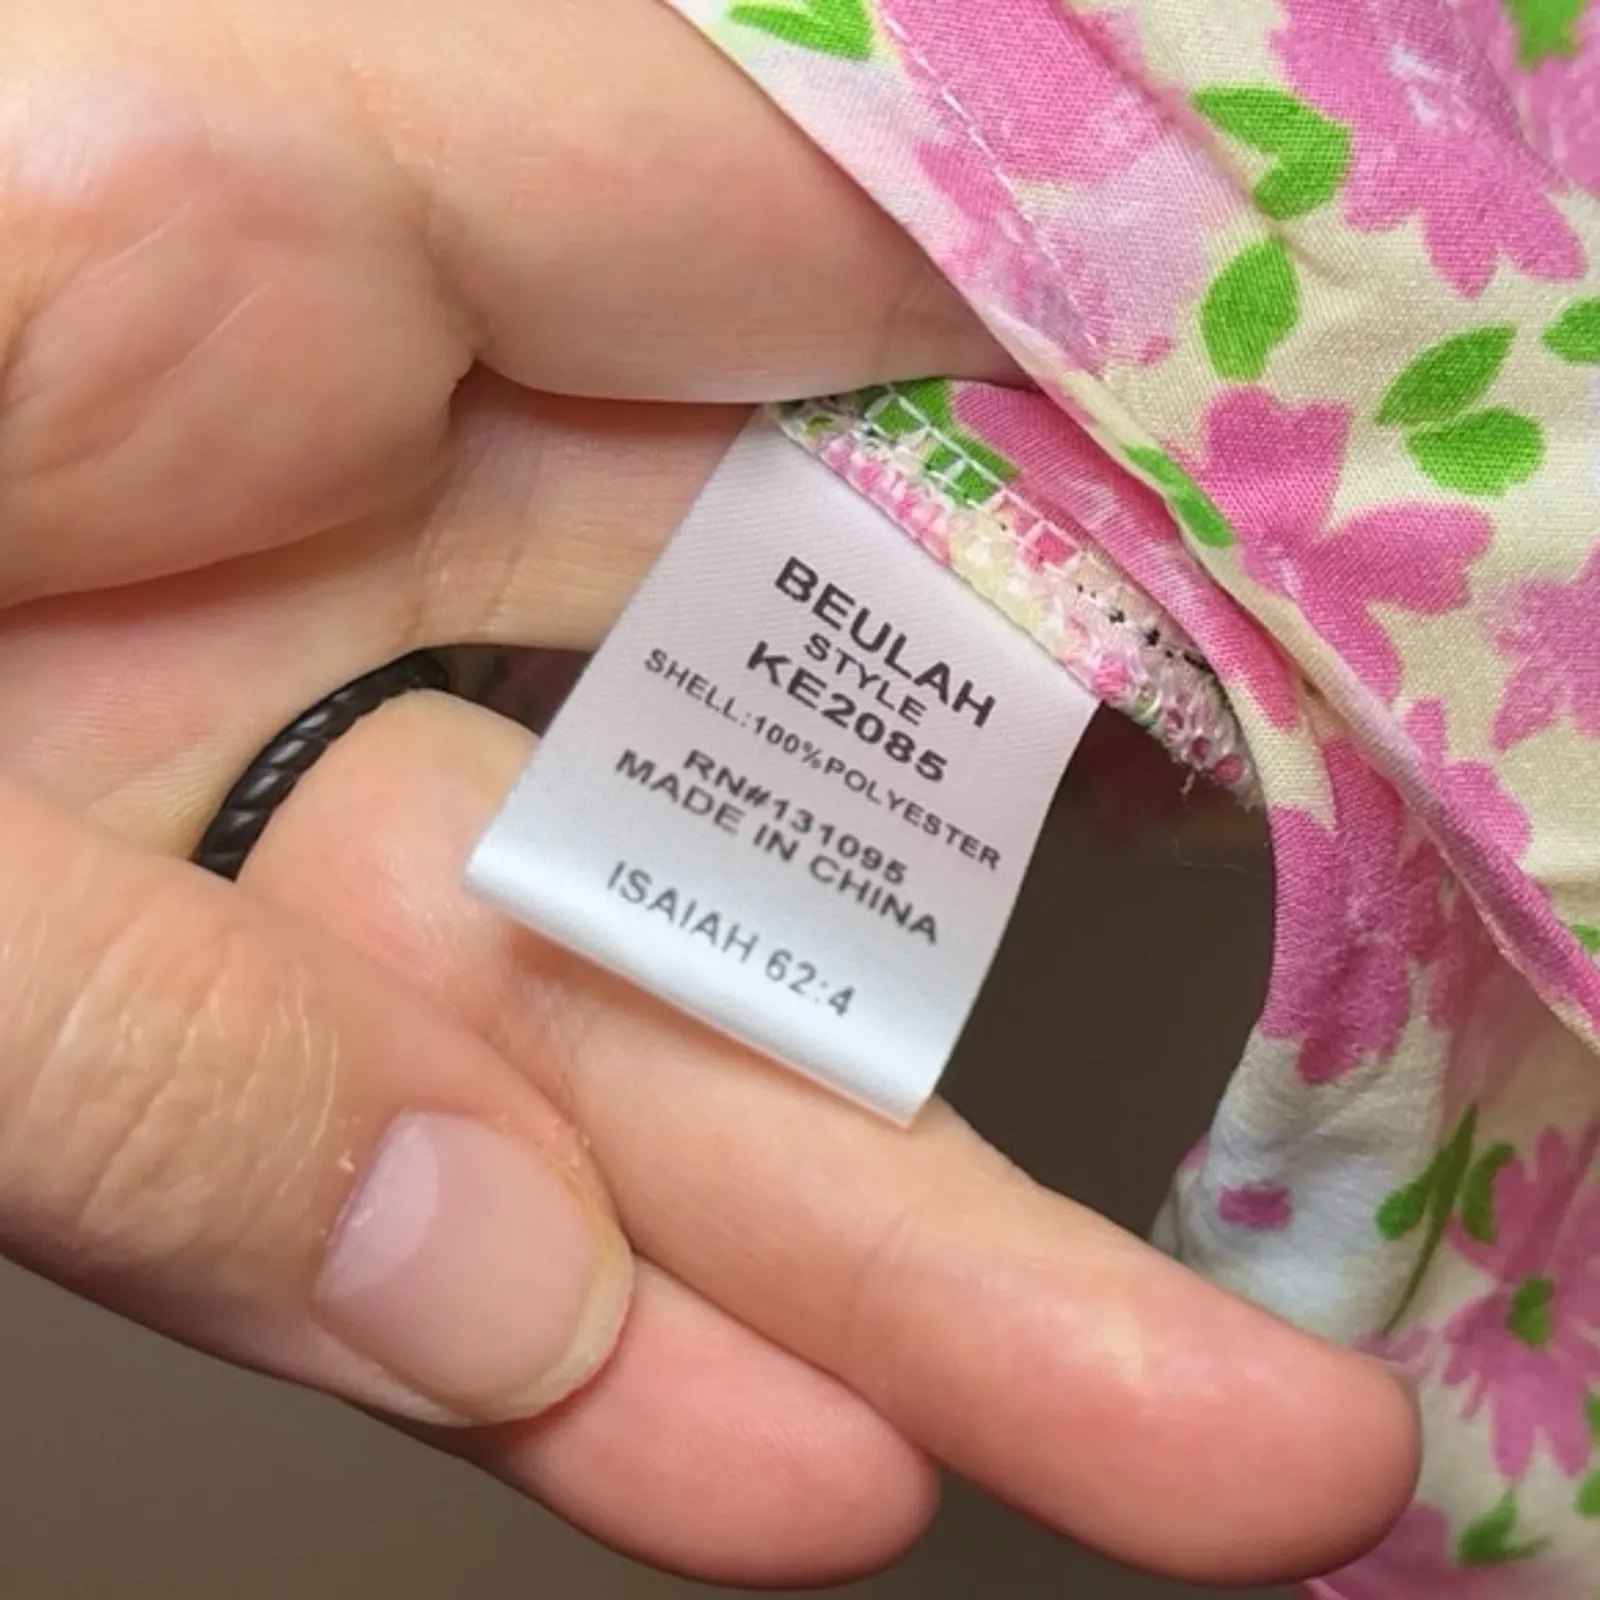 BEULAH
STYLE
KE2085
SHELL:100%POLYESTER
RN#131095
MADE IN CHINA
ISAIAH 62:4